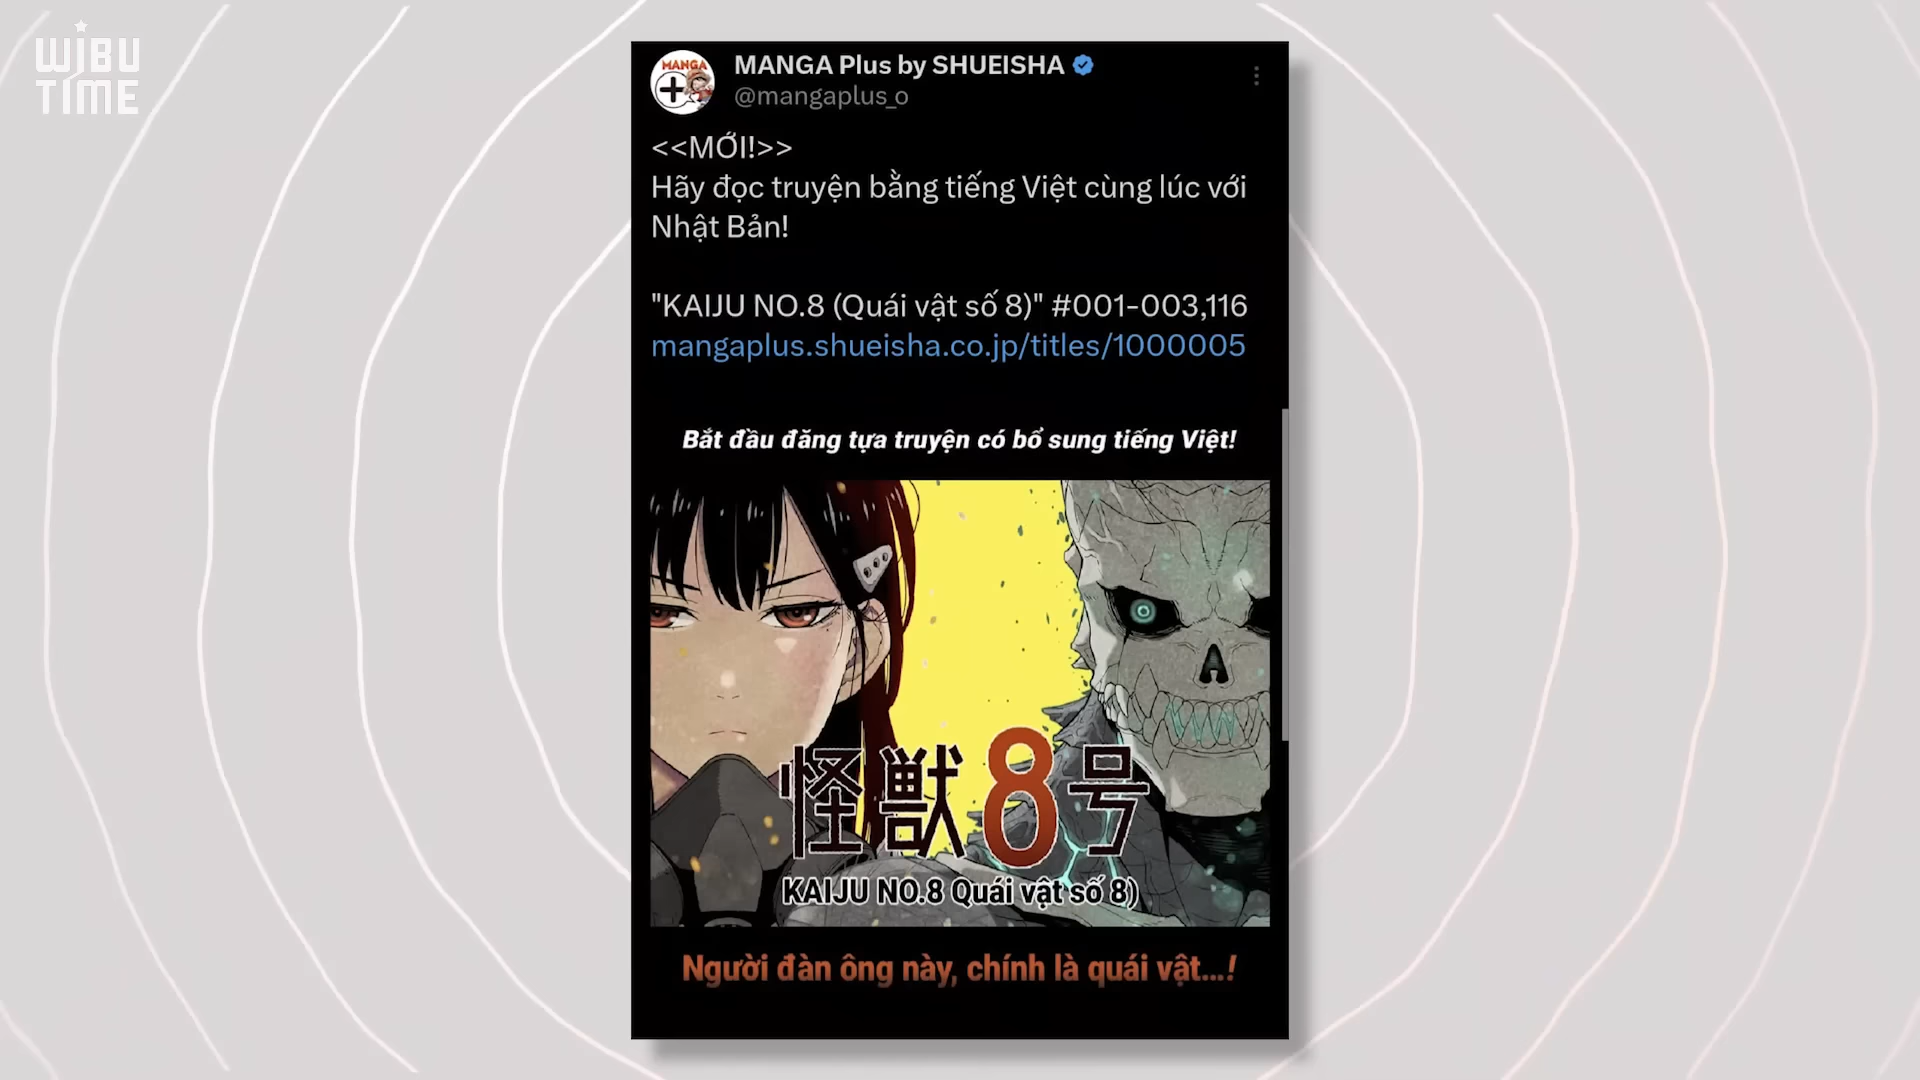 WIBU
TIME
MANGA
MANGA Plus by SHUEISHA
@mangaplus_o
<<MỚI!>>
Hãy đọc truyện bằng tiếng Việt cùng lúc với
Nhật Bản!
"KAIJU NO.8 (Quái vật số 8)" #001-003,116
mangaplus.shueisha.co.jp/titles/1000005
Bắt đầu đăng tựa truyện có bổ sung tiếng Việt!
怪獣8号
KAIJU NO.8 Quái vật số 8)
Người đàn ông này, chính là quái vật...!